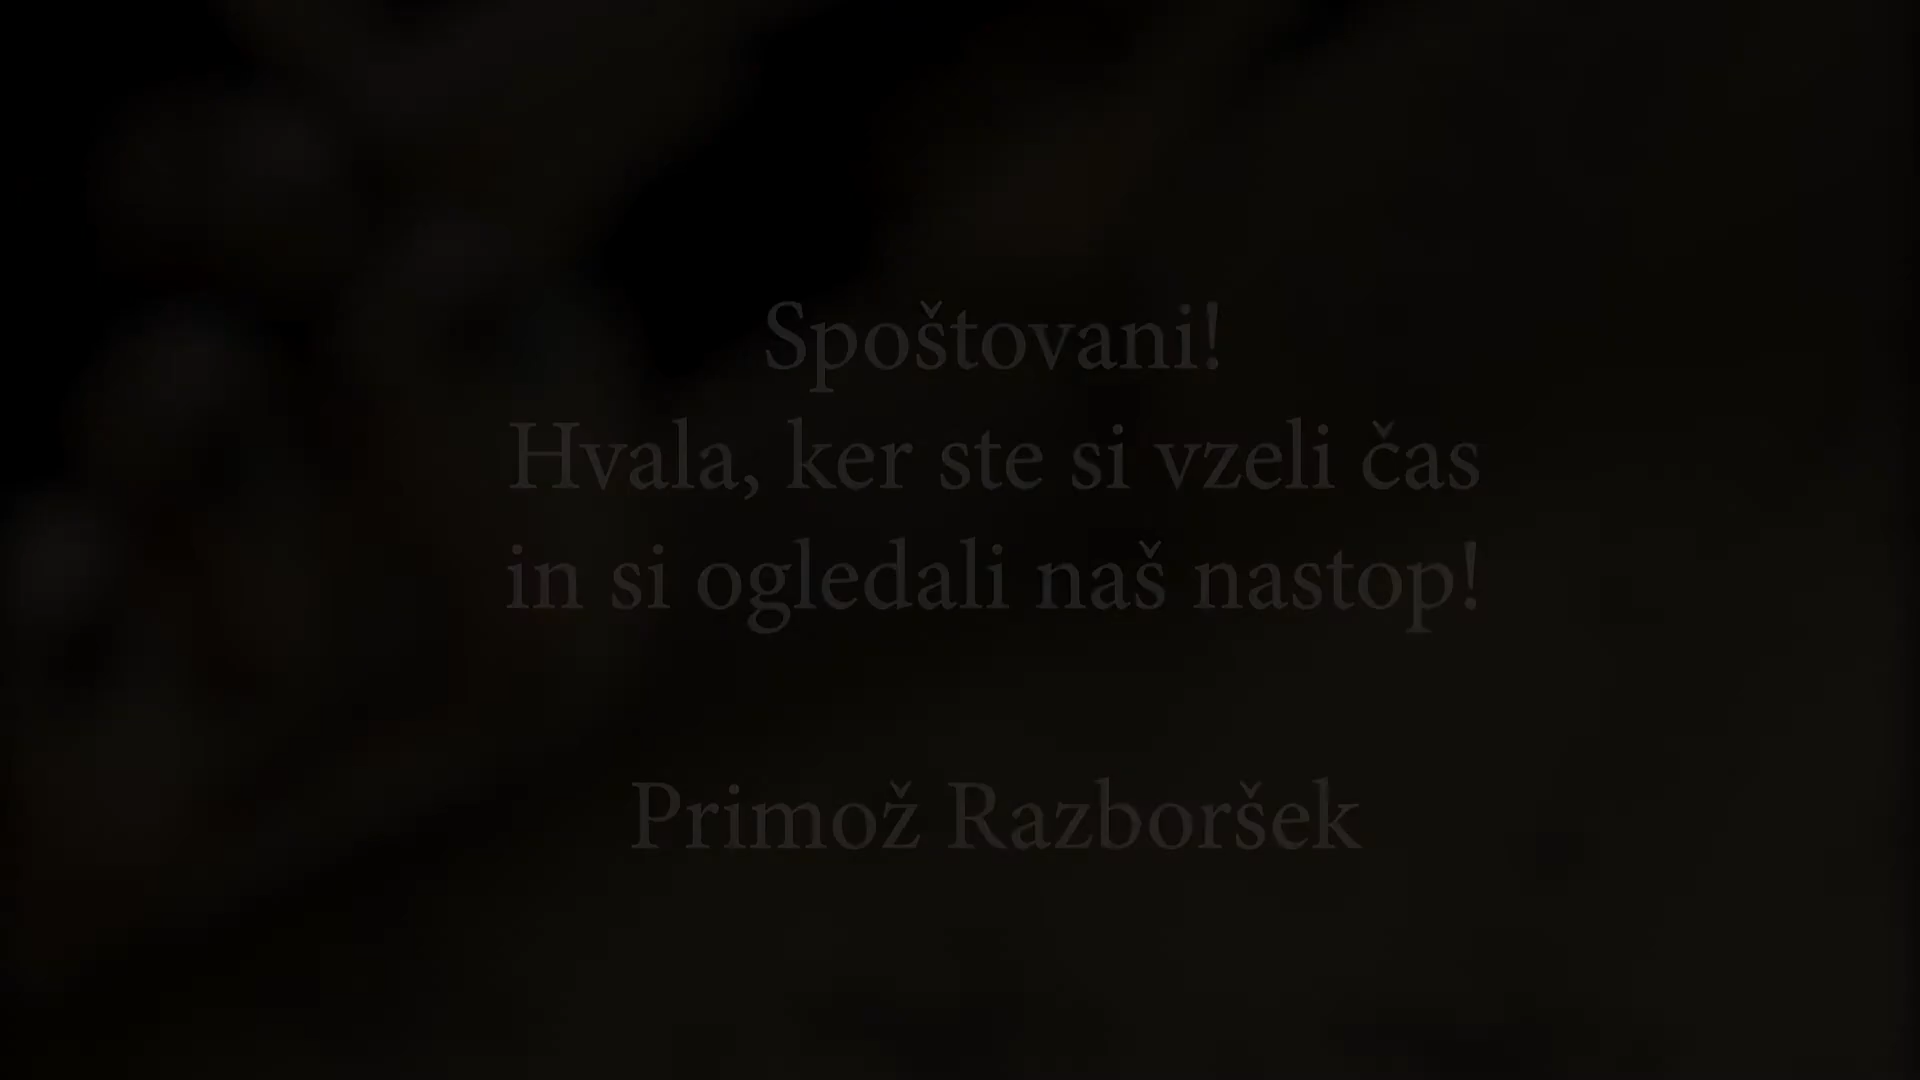 Spoštovani!
Hvala, ker ste si vzeli čas
in si ogledali naš nastop!
Primož Razboršek